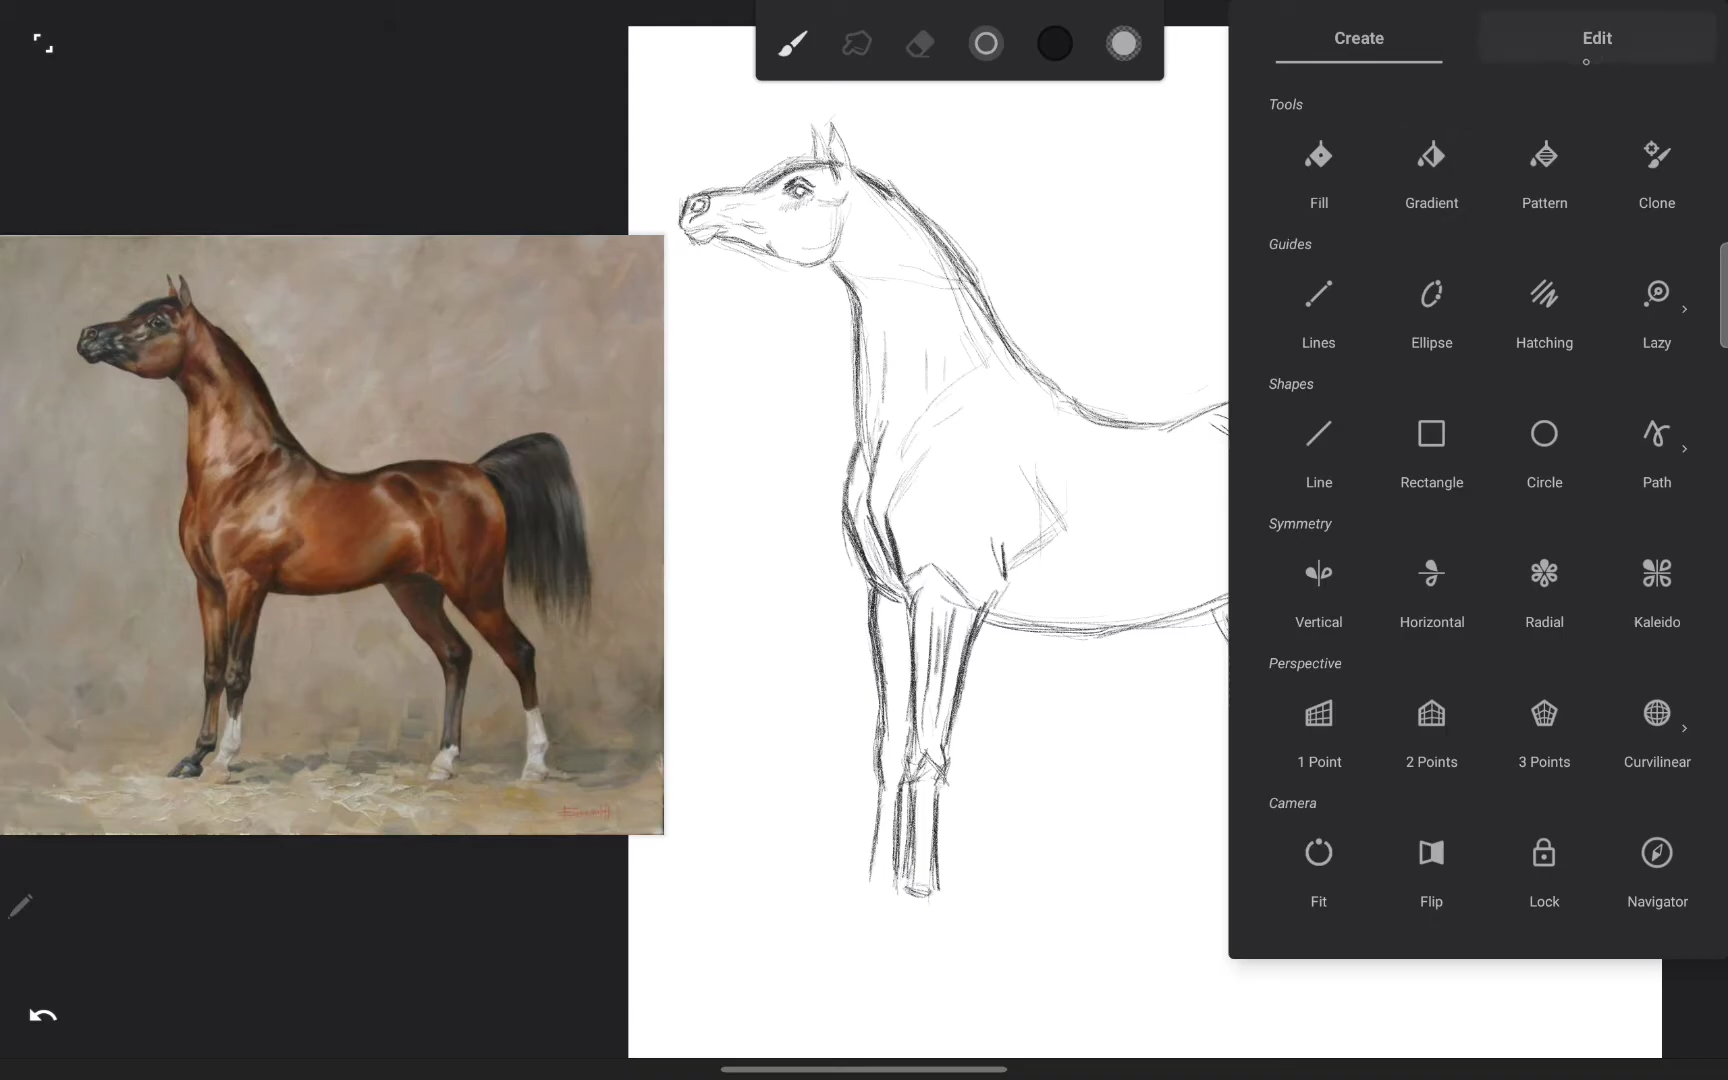 Create Edit
Tools
Fill Gradient Pattern Clone
Guides
Lines Ellipse Hatching Lazy
Shapes
Line Rectangle Circle Path
Symmetry
Vertical Horizontal Radial Kaleido
Perspective
1 Point 2 Points 3 Points Curvilinear
Camera
Fit Flip Lock Navigator